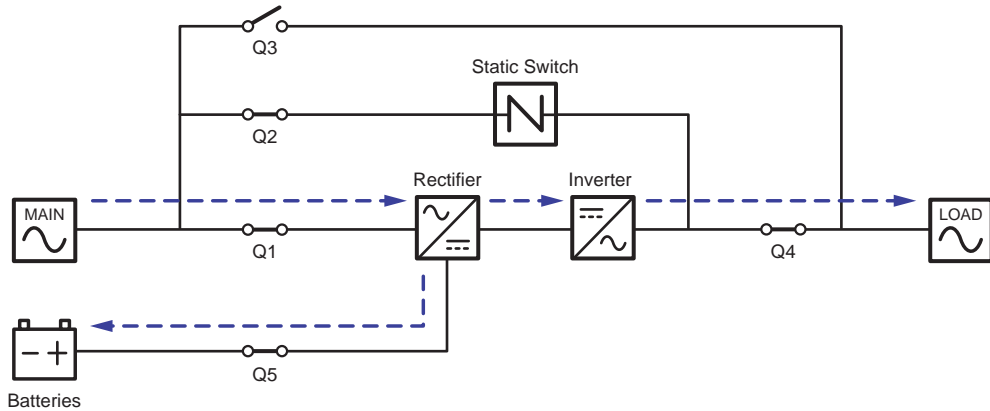 Q3
Static Switch
Q2
Rectifier
Inverter
MAIN
LOAD
Q1
Q4
Q5
Batteries